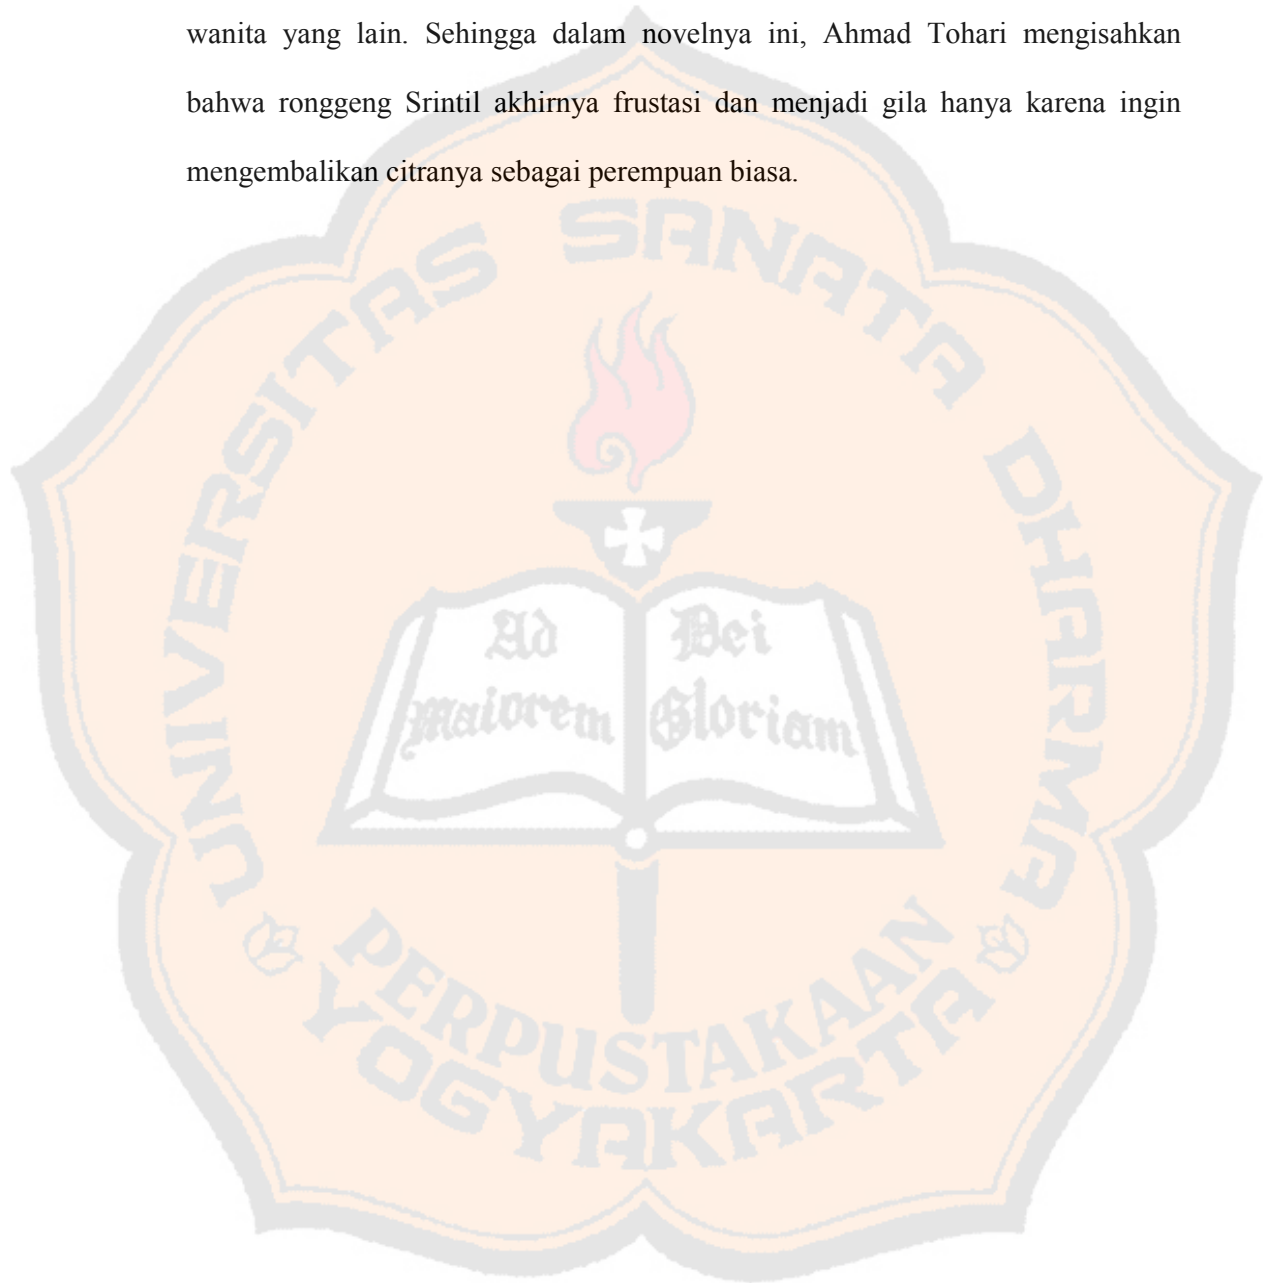 wanita yang lain. Sehingga dalam novelnya ini, Ahmad Tohari mengisahkan
bahwa ronggeng Srintil akhirnya frustasi dan menjadi gila hanya karena ingin
mengembalikan citranya sebagai perempuan biasa.
UNIVERSITAS SANATA DHARMA
Ad Dei
maiorem Gloriam
PERPUSTAKAAN
YOGYAKARTA